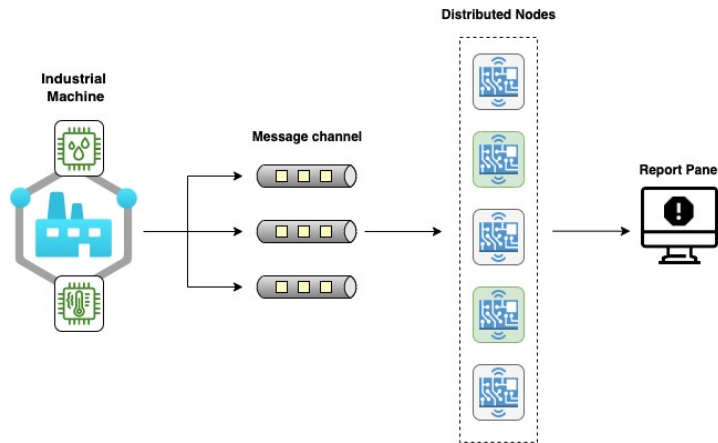 Distributed Nodes
Industrial
Machine
Message channel
Report Pane